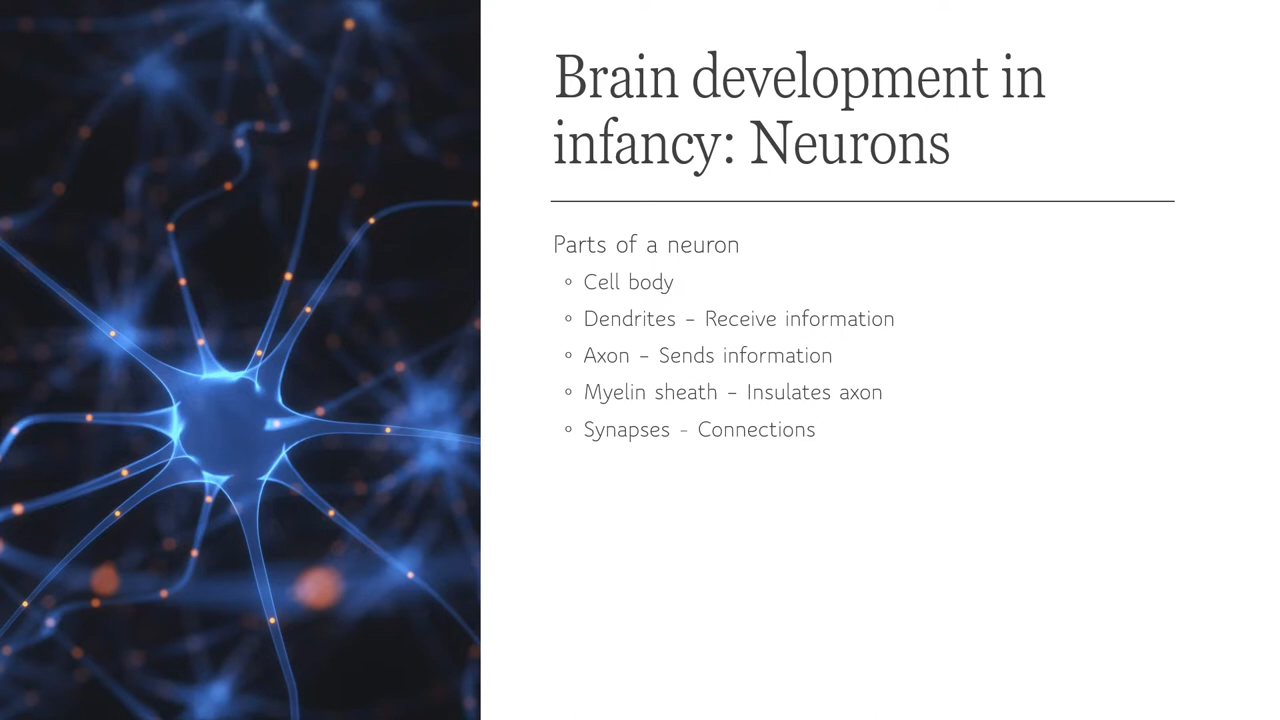 Brain development in
infancy: Neurons
Parts of a neuron
◦ Cell body
◦ Dendrites – Receive information
◦ Axon – Sends information
◦ Myelin sheath – Insulates axon
◦ Synapses - Connections